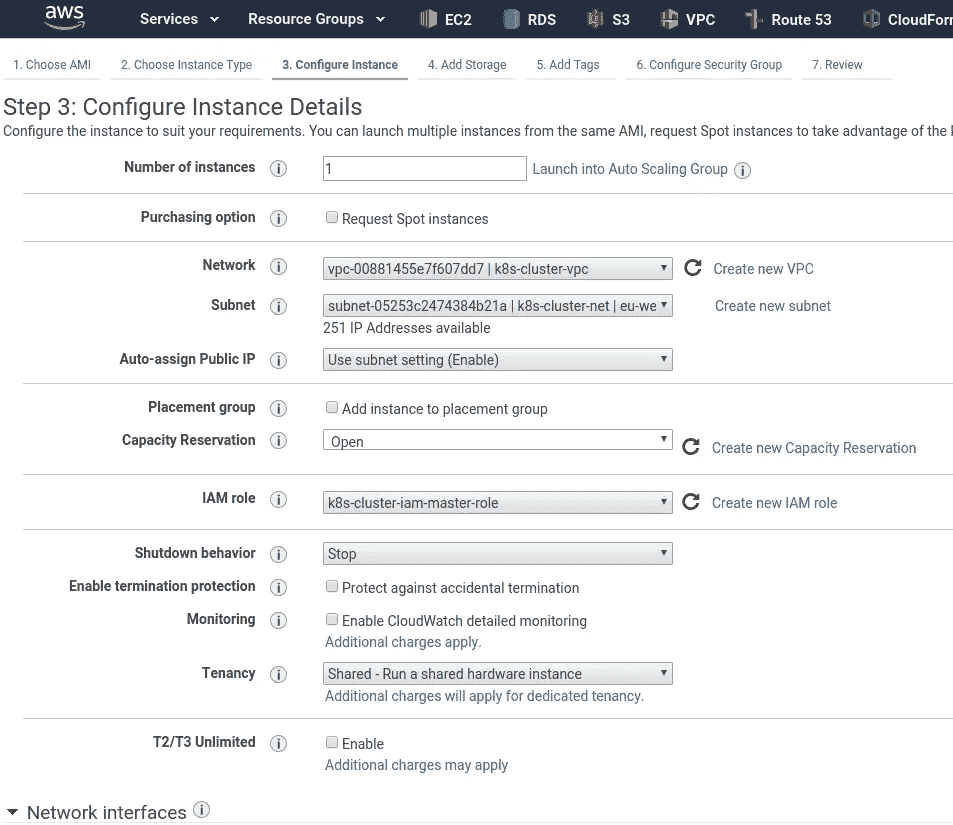 aws Services Resource Groups EC2 RDS S3 VPC Route 53 CloudForm
1. Choose AMI 2. Choose Instance Type 3. Configure Instance 4. Add Storage 5. Add Tags 6. Configure Security Group 7. Review
Step 3: Configure Instance Details
Configure the instance to suit your requirements. You can launch multiple instances from the same AMI, request Spot instances to take advantage of the
Number of instances i 1 Launch into Auto Scaling Group i
Purchasing option i Request Spot instances
Network i vpc-00881455e7f607dd7 | k8s-cluster-vpc Create new VPC
Subnet i subnet-05253c2474384b21a | k8s-cluster-net | eu-we Create new subnet
251 IP Addresses available
Auto-assign Public IP i Use subnet setting (Enable)
Placement group i Add instance to placement group
Capacity Reservation i Open Create new Capacity Reservation
IAM role i k8s-cluster-iam-master-role Create new IAM role
Shutdown behavior i Stop
Enable termination protection i Protect against accidental termination
Monitoring i Enable CloudWatch detailed monitoring
Additional charges apply.
Tenancy i Shared - Run a shared hardware instance
Additional charges will apply for dedicated tenancy.
T2/T3 Unlimited i Enable
Additional charges may apply
Network interfaces i